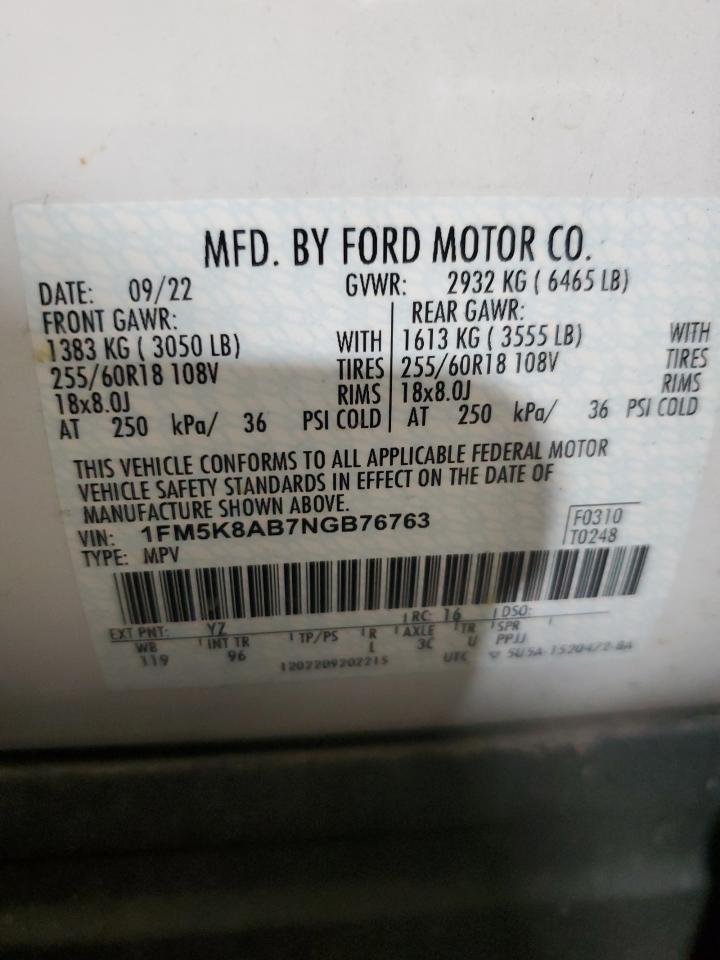 MFD. BY FORD MOTOR CO.
DATE: 09/22 GVWR: 2932 KG ( 6465 LB)
FRONT GAWR: REAR GAWR:
1383 KG ( 3050 LB) WITH 1613 KG ( 3555 LB) WITH
255/60R18 108V TIRES 255/60R18 108V TIRES
18x8.0J RIMS 18x8.0J RIMS
AT 250 kPa/ 36 PSI COLD AT 250 kPa/ 36 PSI COLD
THIS VEHICLE CONFORMS TO ALL APPLICABLE FEDERAL MOTOR
VEHICLE SAFETY STANDARDS IN EFFECT ON THE DATE OF
MANUFACTURE SHOWN ABOVE.
VIN: 1FM5K8AB7NGB76763 F0310
TYPE: MPV T0248
EXT PNT: YZ RC: 16 DSO:
WB INT TR TP/PS R AXLE TR SPR
119 96 L 3C U PPJJ
1202209202215 UTC